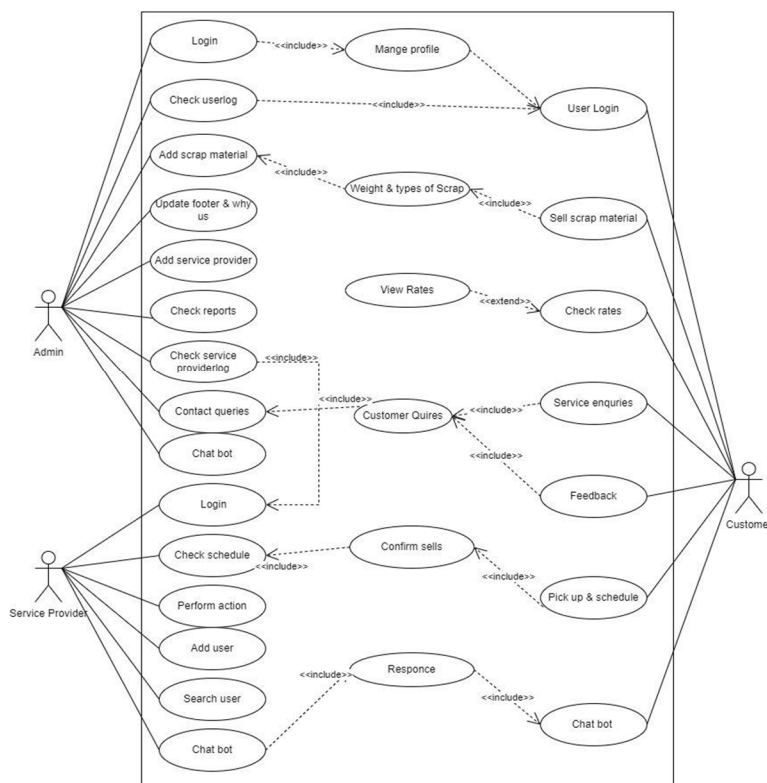 Login
<<include>>
Mange profile
Check userlog
<<include>>
User Login
Add scrap material
<<include>>
Weight & types of Scrap
<<include>>
Sell scrap material
Update footer & why
us
Add service provider
View Rates
<<extend>>
Check rates
Check reports
Admin
Check service
providerlog
<<include>>
Contact queries
<<include>>
Customer Quires
<<include>>
Service enquries
Chat bot
<<include>>
Login
Feedback
Customer
Check schedule
<<include>>
Confirm sells
<<include>>
Pick up & schedule
Service Provider
Perform action
Add user
Search user
<<include>>
Responce
<<include>>
Chat bot
Chat bot